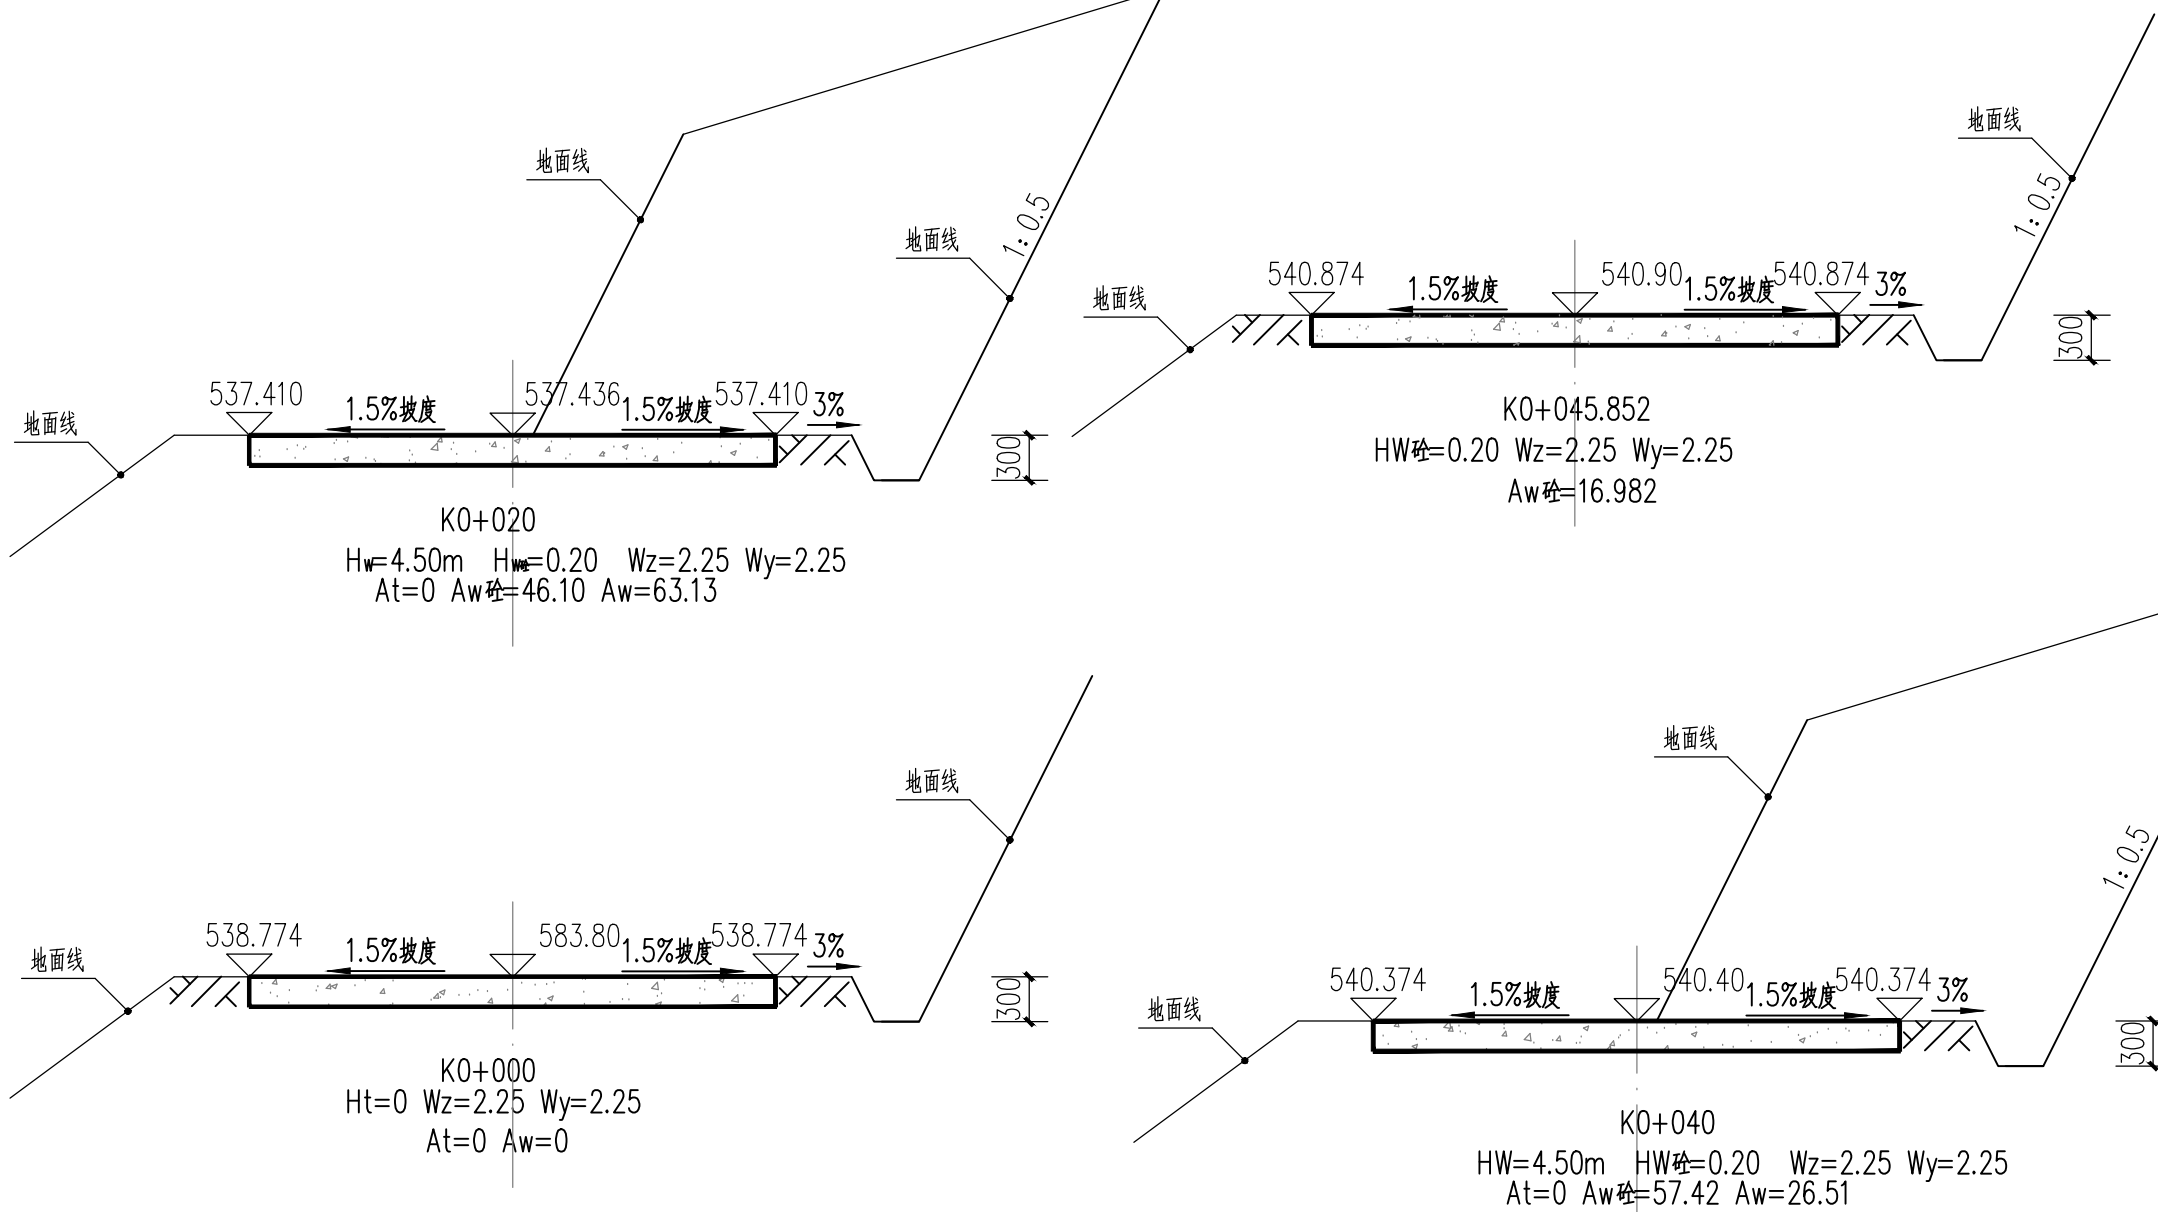 地面线
地面线
1:0.5
地面线
537.410
1.5%坡度
537.436
1.5%坡度
537.410
3%
300
K0+020
Hw=4.50m Hw砼=0.20 Wz=2.25 Wy=2.25
At=0 Aw砼=46.10 Aw=63.13
地面线
1:0.5
地面线
540.874
1.5%坡度
540.90
1.5%坡度
540.874
3%
300
K0+045.852
HW砼=0.20 Wz=2.25 Wy=2.25
Aw砼=16.982
地面线
地面线
538.774
1.5%坡度
583.80
1.5%坡度
538.774
3%
300
K0+000
Ht=0 Wz=2.25 Wy=2.25
At=0 Aw=0
地面线
1:0.5
地面线
540.374
1.5%坡度
540.40
1.5%坡度
540.374
3%
300
K0+040
HW=4.50m HW砼=0.20 Wz=2.25 Wy=2.25
At=0 Aw砼=57.42 Aw=26.51